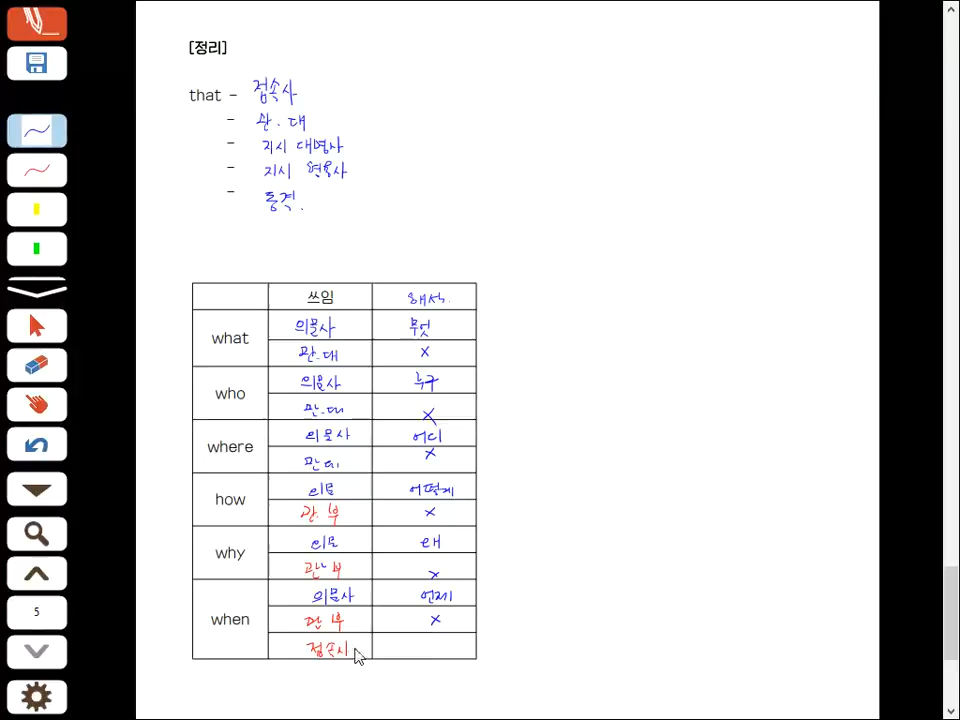 [정리]
that - 접속사
- 관. 대
- 지시 대명사
- 지시 형용사
- 동격.
쓰임 해석.
what 의문사 무엇
관.대 x
who 의문사 누구
관.대 x
where 의문사 어디
관대 x
how 의문 어떻게
관. 부 x
why 의문 왜
관부 x
when 의문사 언제
관부 x
접속사
5